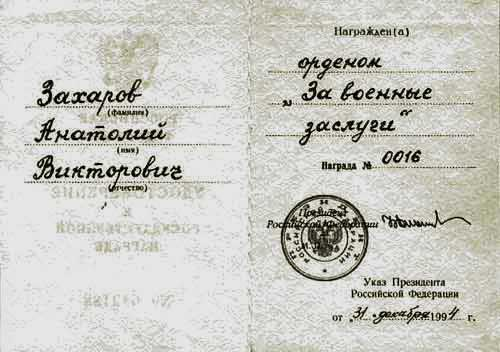 Захаров
(фамилия)
Анатолий
(имя)
Викторович
(отчество)
Награжден(а)
орденом
„За военные
заслуги“
Награда № 0016
Президент
Российской Федерации
Указ Президента
Российской Федерации
от „31„ декабря 1994 г.